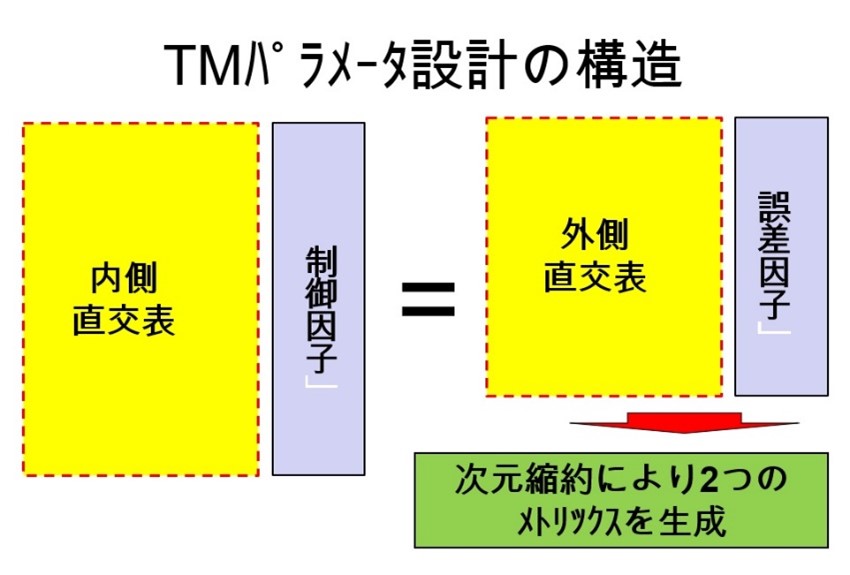 TMﾊﾟﾗﾒｰﾀ設計の構造
内側
直交表
制御因子」
＝
外側
直交表
誤差因子」
次元縮約により2つの
ﾒﾄﾘｯｸｽを生成